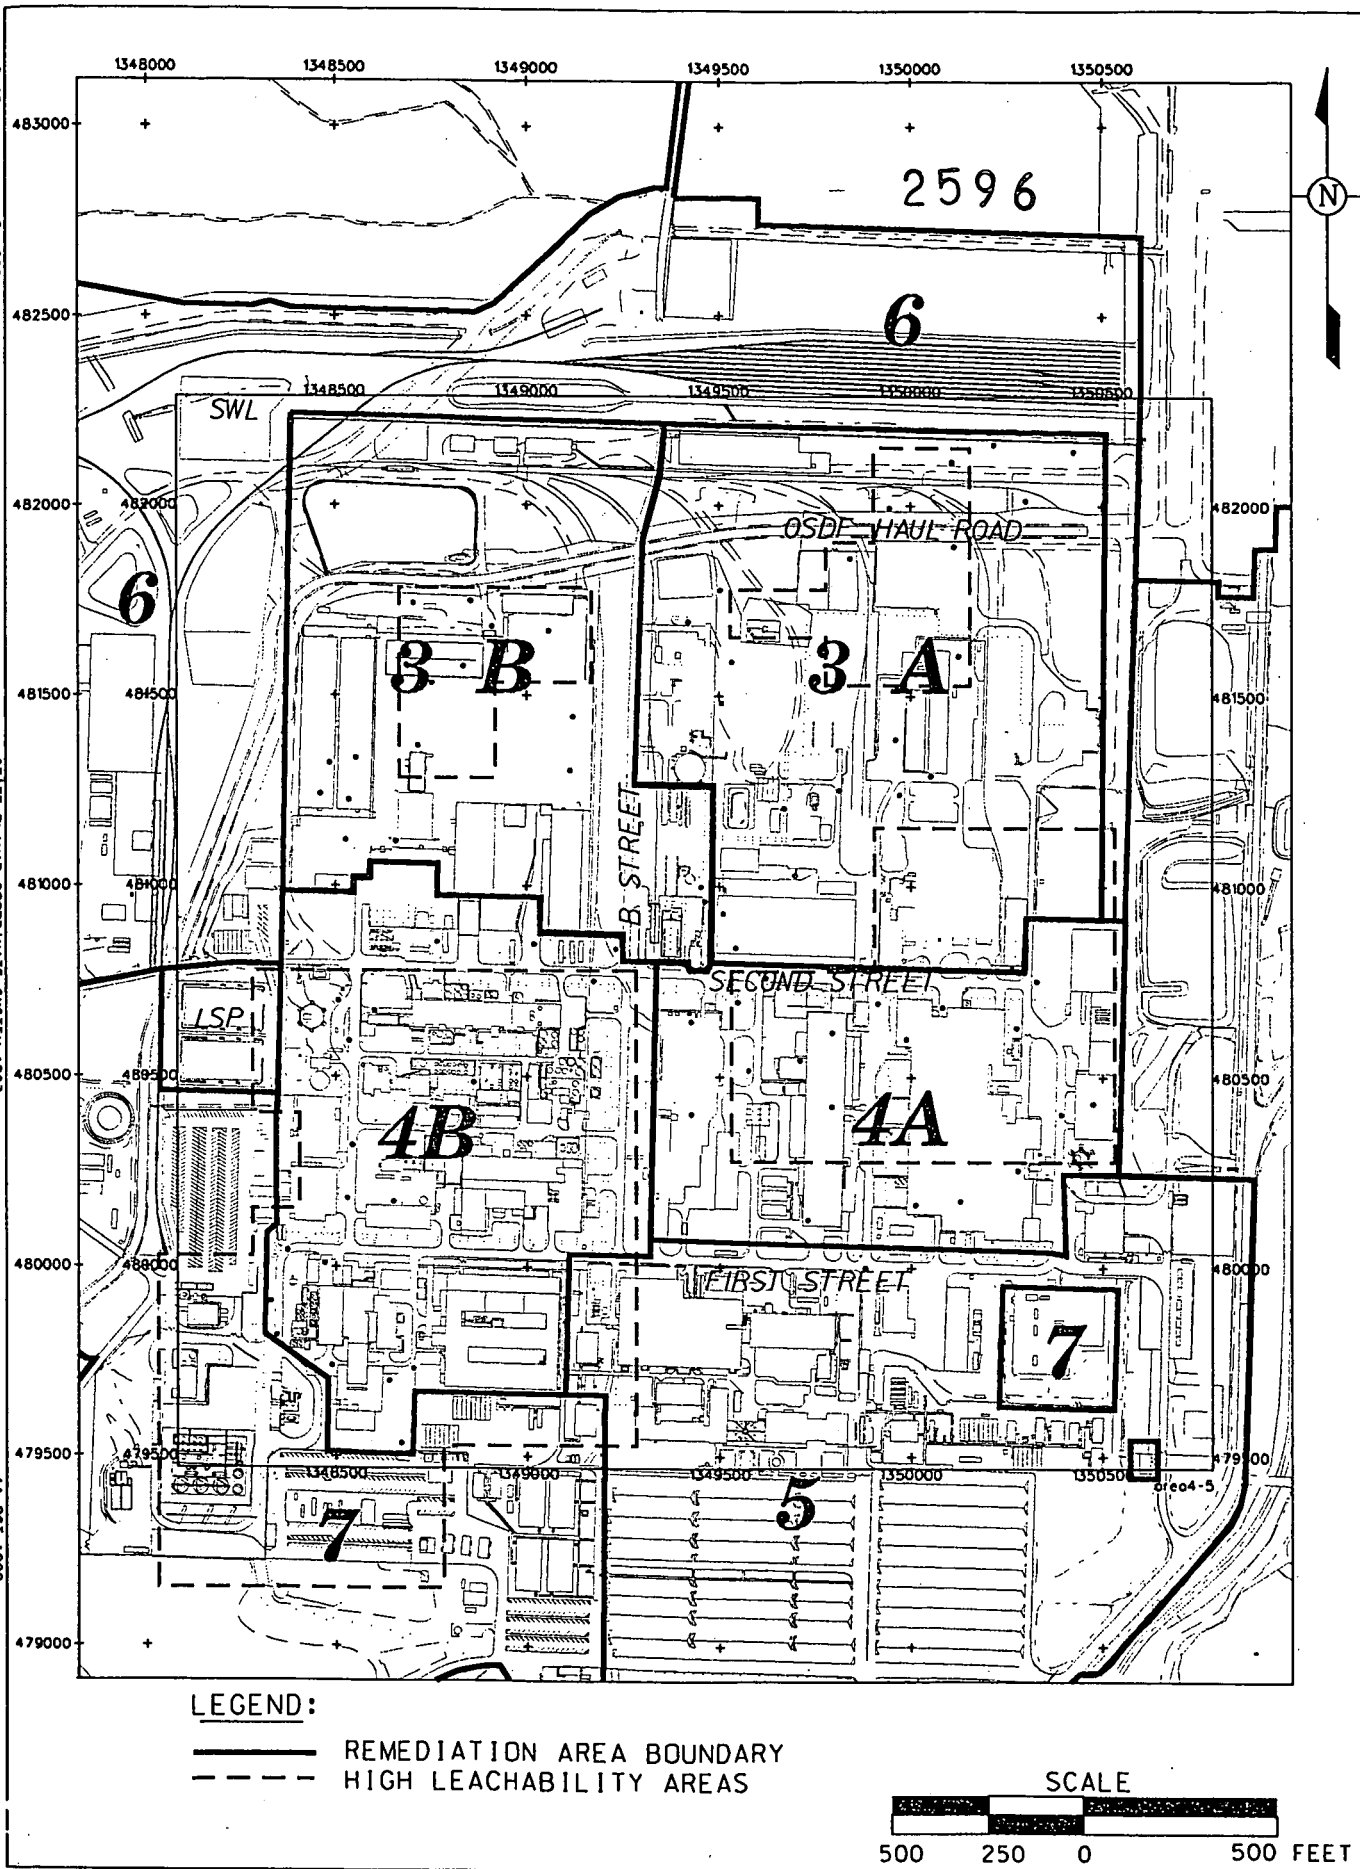 1348000 1348500 1349000 1349500 1350000 1350500
483000
2596
N
482500
6
1348500 1349000 1349500 1350000 1350500
SWL
482000 482000 482000
OSDF HAUL ROAD
6
3 B
3 A
481500 481500 481500
B STREET
481000 481000 481000
SECOND STREET
LSP
480500 480500 480500
4B
4A
480000 480000 480000
FIRST STREET
7
479500 479500 479500
1348500 1349000 1349500 1350000 1350500
area4-5
5
7
479000
LEGEND:
REMEDIATION AREA BOUNDARY
HIGH LEACHABILITY AREAS
SCALE
500 250 0 500 FEET